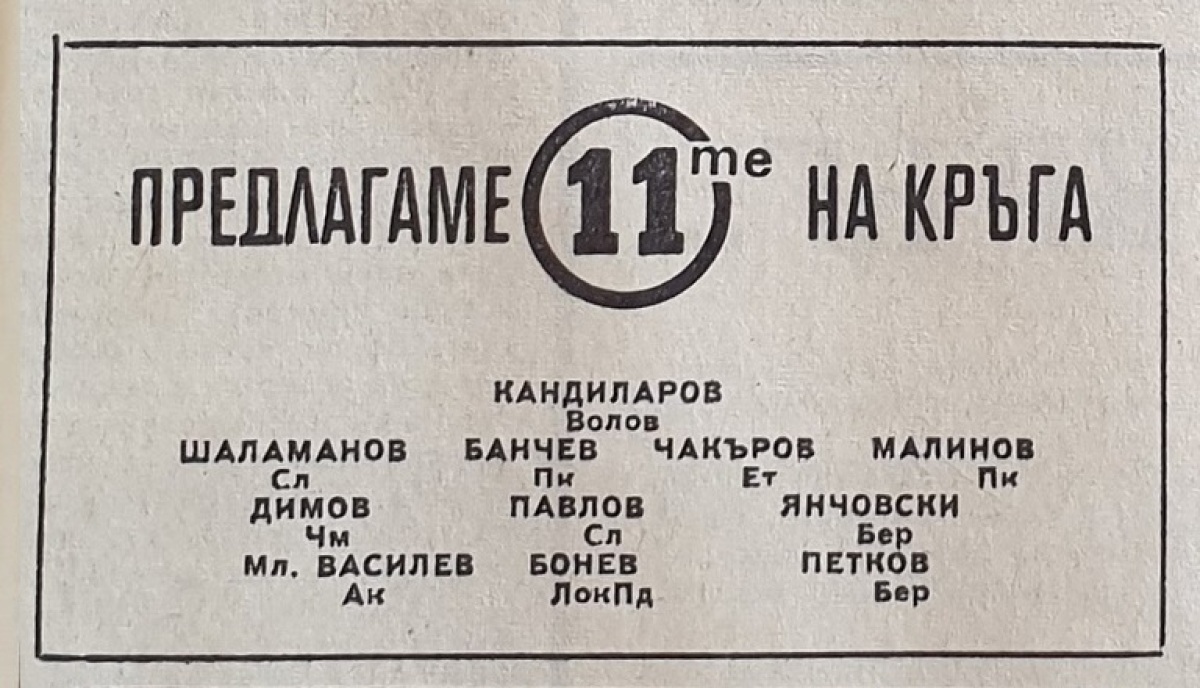 ПРЕДЛАГАМЕ 11те НА КРЪГА
КАНДИЛАРОВ
Волов
ШАЛАМАНОВ БАНЧЕВ ЧАКЪРОВ МАЛИНОВ
Сл Пк Ет Пк
ДИМОВ ПАВЛОВ ЯНЧОВСКИ
Чм Сл Бер
Мл. ВАСИЛЕВ БОНЕВ ПЕТКОВ
Ак ЛокПд Бер